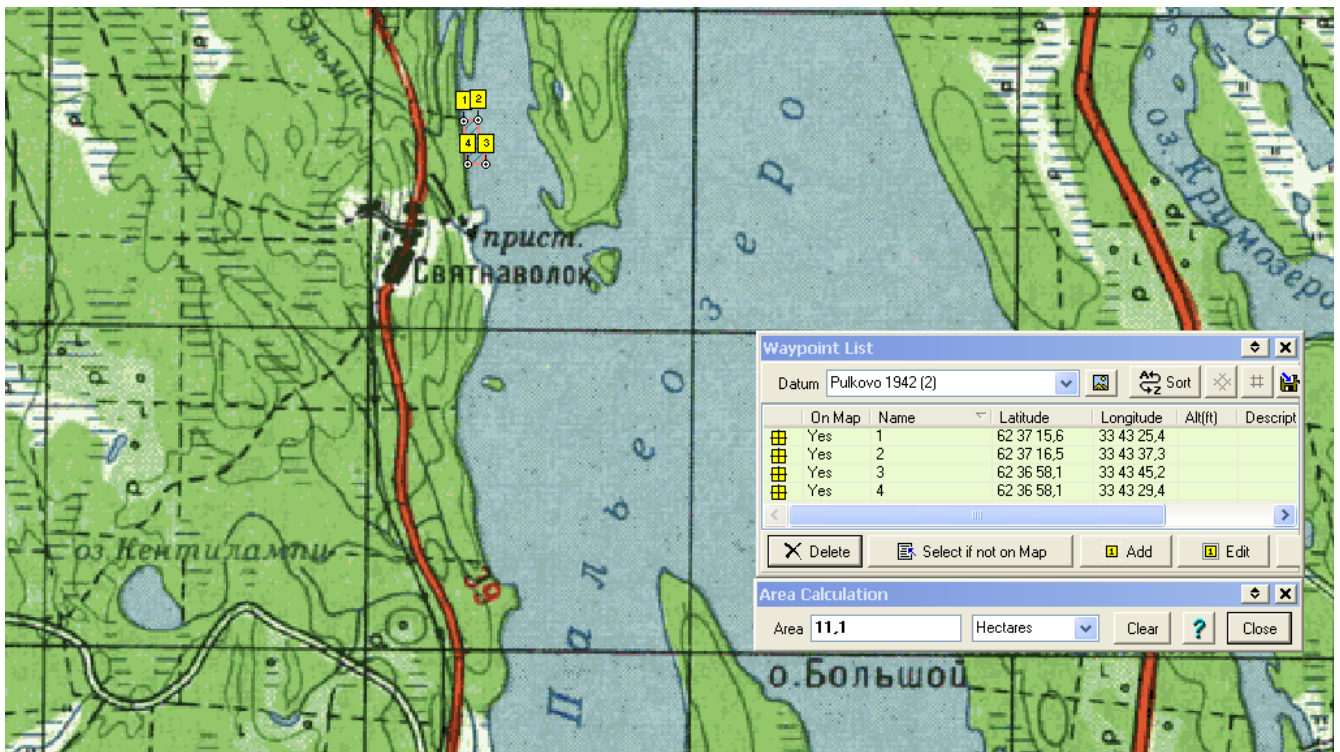 Эльмус
р
1 2
4 3
прист.
Святнаволок
Пальеозеро
оз. Кримозеро
оз. Кентилампи
39
о.Большой
Waypoint List
Datum Pulkovo 1942 (2) Sort
On Map Name Latitude Longitude Alt(ft) Descript
Yes 1 62 37 15,6 33 43 25,4
Yes 2 62 37 16,5 33 43 37,3
Yes 3 62 36 58,1 33 43 45,2
Yes 4 62 36 58,1 33 43 29,4
Delete Select if not on Map Add Edit
Area Calculation
Area 11,1 Hectares Clear ? Close